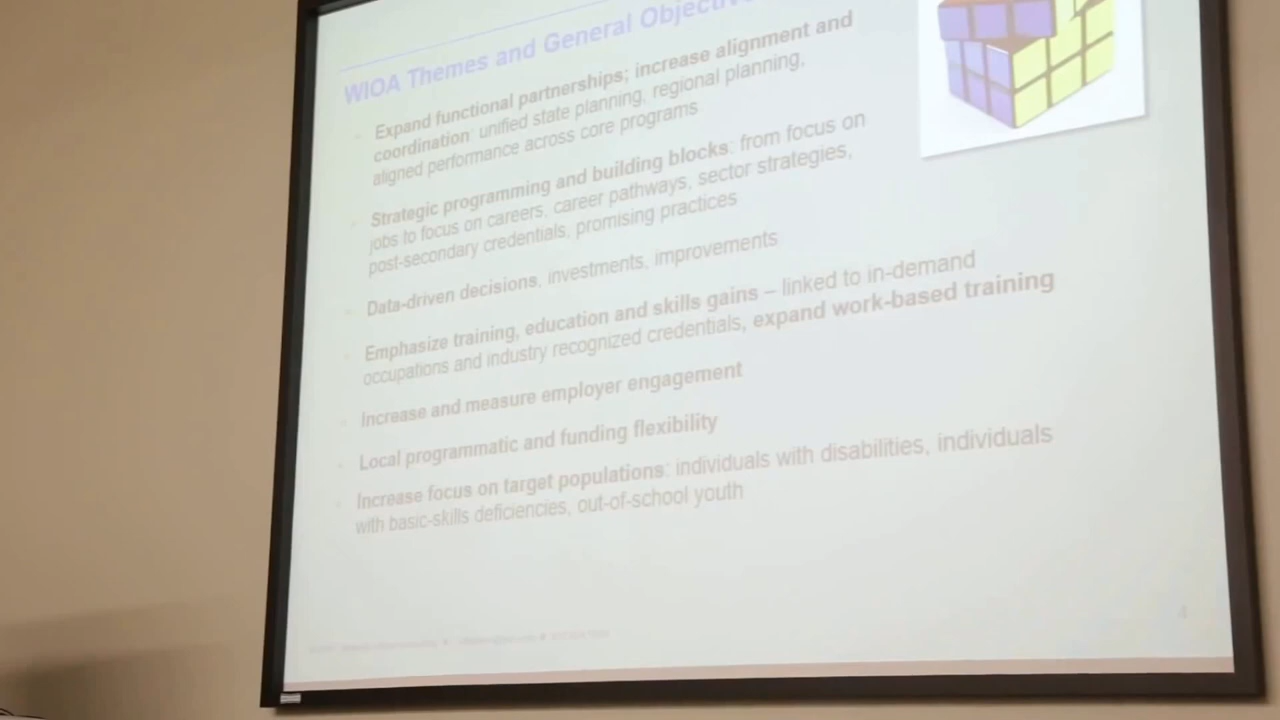 WIOA Themes and General
Expand functional partnerships; increase alignment and
coordination: unified state planning, regional planning,
aligned performance across core programs
Strategic programming and building blocks: from focus on
jobs to focus on careers, career pathways, sector strategies,
post-secondary credentials, promising practices
Data-driven decisions, investments, improvements
Emphasize training, education and skills gains – linked to in-demand
occupations and industry recognized credentials, expand work-based training
Increase and measure employer engagement
Local programmatic and funding flexibility
Increase focus on target populations: individuals with disabilities, individuals
with basic-skills deficiencies, out-of-school youth
4